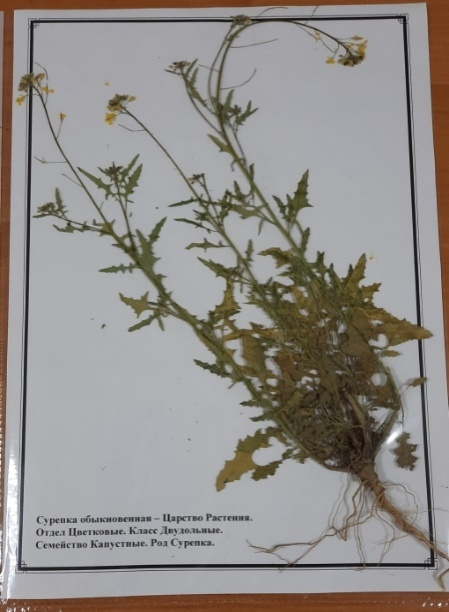 Сурепка обыкновенная – Царство Растения.
Отдел Цветковые. Класс Двудольные.
Семейство Капустные. Род Сурепка.